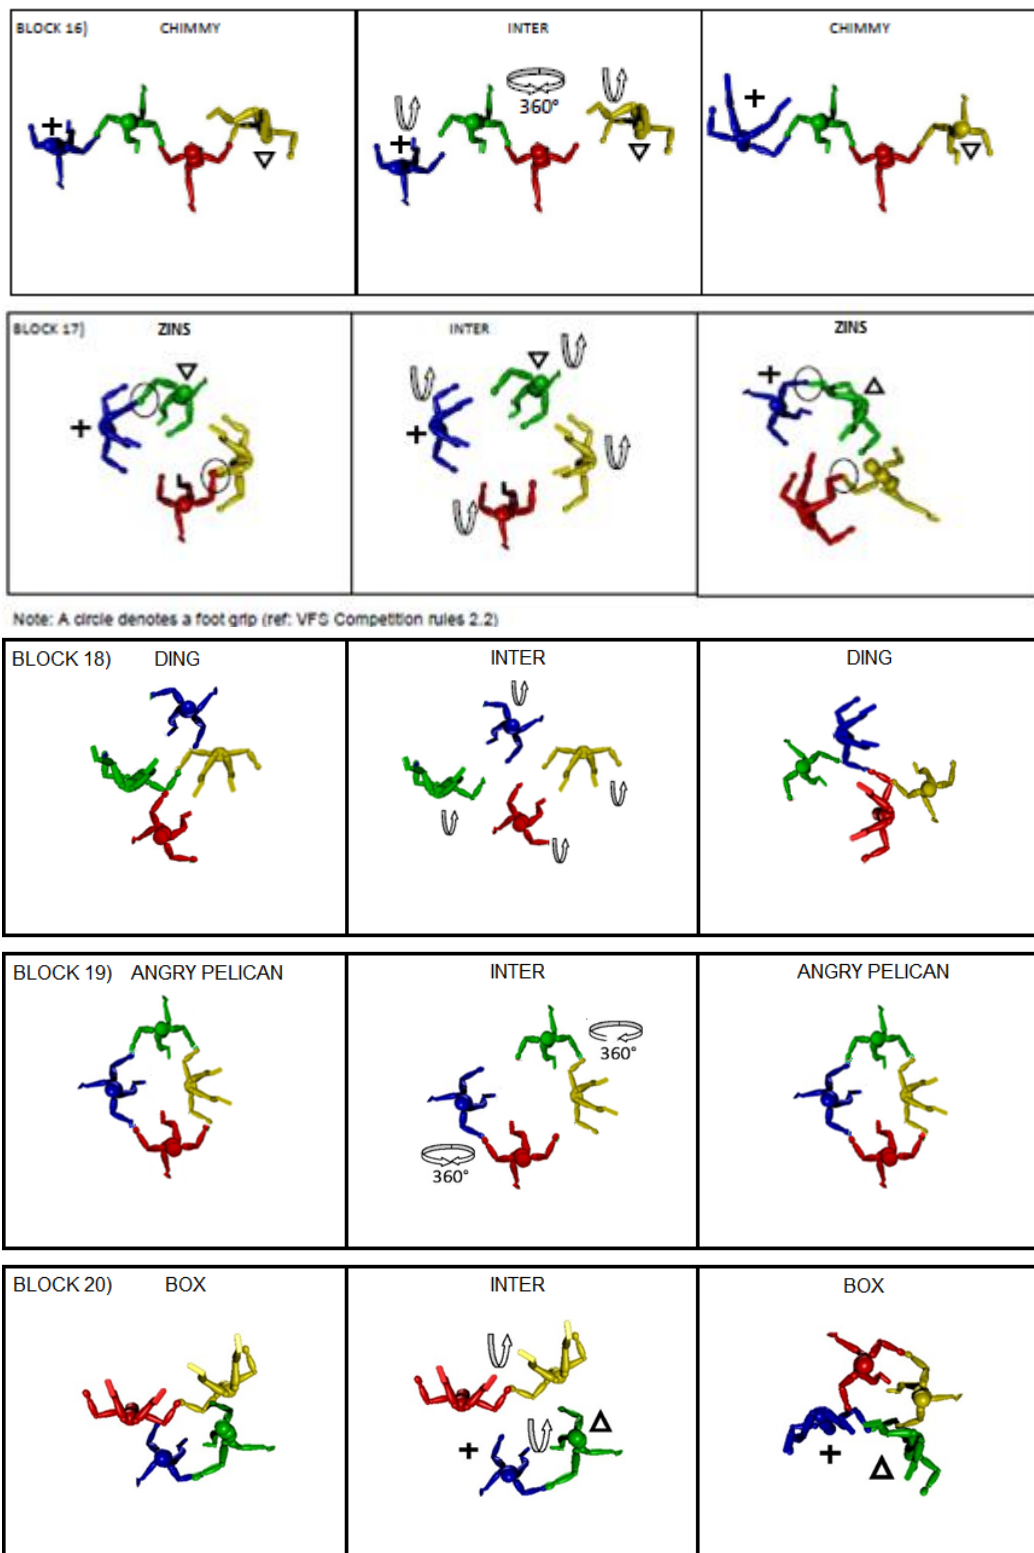 BLOCK 16) CHIMMY INTER CHIMMY
360°
BLOCK 17) ZINS INTER ZINS
Note: A circle denotes a foot grip (ref: VFS Competition rules 2.2)
BLOCK 18) DING INTER DING
BLOCK 19) ANGRY PELICAN INTER ANGRY PELICAN
360°
360°
BLOCK 20) BOX INTER BOX